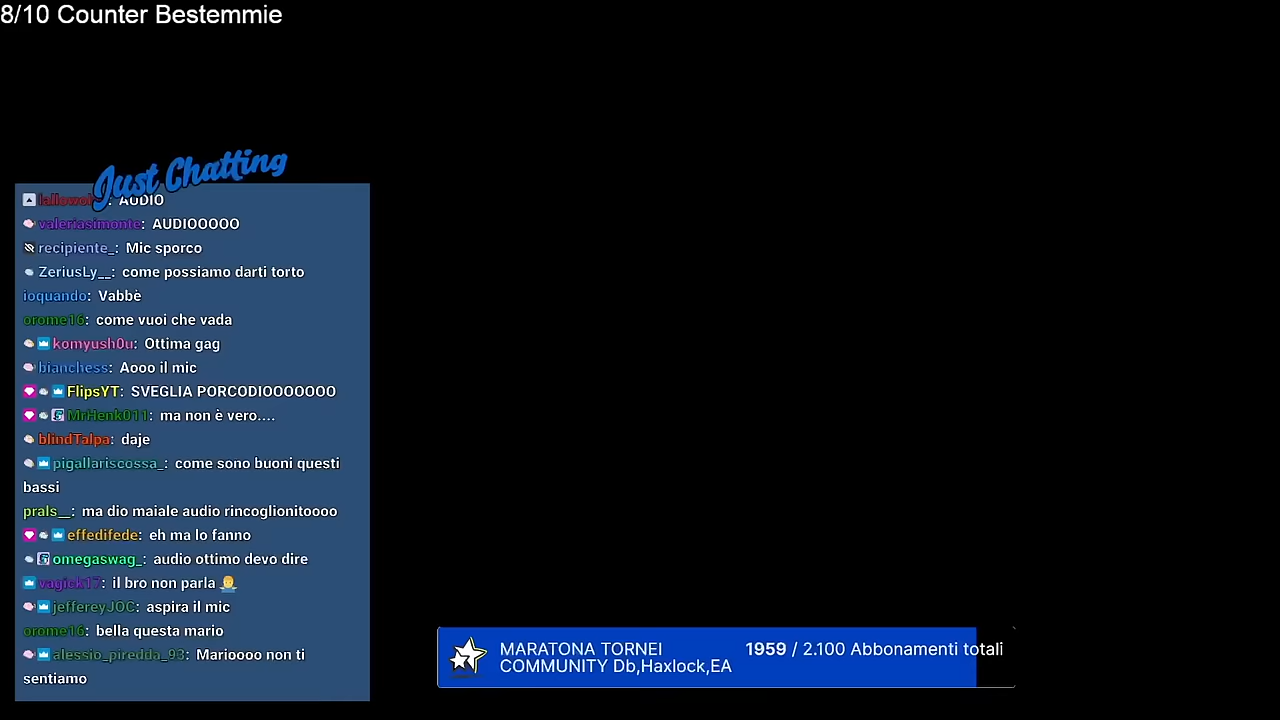 8/10 Counter Bestemmie
Just Chatting
: AUDIO
valeriasimonte: AUDIOOOOO
recipiente_: Mic sporco
ZeriusLy__: come possiamo darti torto
ioquando: Vabbè
orome16: come vuoi che vada
komyush0u: Ottima gag
bianchess: Aooo il mic
FlipsYT: SVEGLIA PORCODIOOOOOOO
MrHenk011: ma non è vero....
blindTalpa: daje
pigallariscossa_: come sono buoni questi
bassi
prals__: ma dio maiale audio rincoglionitoooo
effedifede: eh ma lo fanno
omegaswag_: audio ottimo devo dire
vagick17: il bro non parla
jeffereyJOC: aspira il mic
orome16: bella questa mario
alessio_piredda_93: Marioooo non ti
sentiamo
MARATONA TORNEI
COMMUNITY Db,Haxlock,EA
1959 / 2.100 Abbonamenti totali